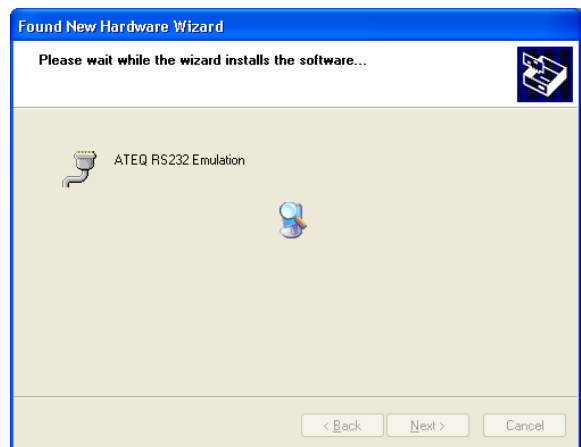 Found New Hardware Wizard
Please wait while the wizard installs the software...
ATEQ RS232 Emulation
< Back
Next >
Cancel